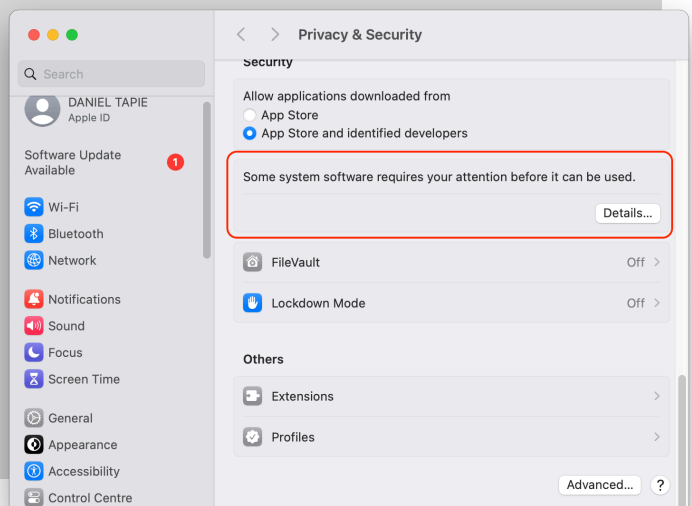 Privacy & Security
Search
DANIEL TAPIE
Apple ID
Software Update
Available
1
Wi-Fi
Bluetooth
Network
Notifications
Sound
Focus
Screen Time
General
Appearance
Accessibility
Control Centre
Security
Allow applications downloaded from
App Store
App Store and identified developers
Some system software requires your attention before it can be used.
Details...
FileVault Off
Lockdown Mode Off
Others
Extensions
Profiles
Advanced... ?